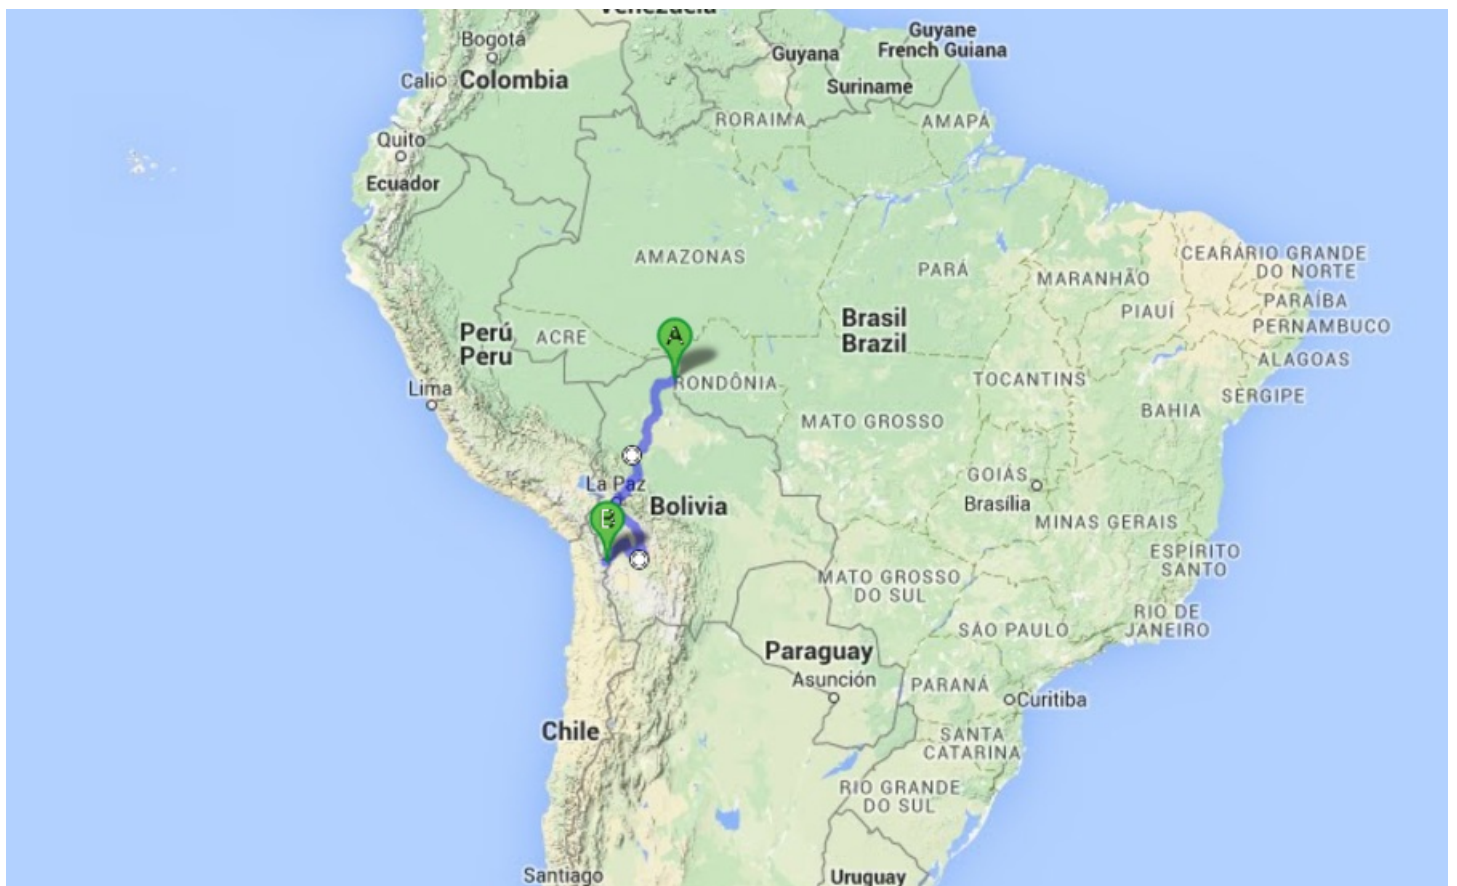 Venezuela
Bogotá
Guyane
French Guiana
Guyana
Calio
Colombia
Suriname
RORAIMA
AMAPÁ
Quito
Ecuador
AMAZONAS
PARÁ
CEARÁRIO GRANDE
DO NORTE
MARANHÃO
PARAÍBA
PIAUÍ
PERNAMBUCO
Brasil
Brazil
Perú
Peru
ACRE
A
ALAGOAS
Lima
RONDÔNIA
TOCANTINS
SERGIPE
BAHIA
MATO GROSSO
GOIÁS
La Paz
Bolivia
Brasília
MINAS GERAIS
ESPÍRITO
SANTO
MATO GROSSO
DO SUL
RIO DE
JANEIRO
SÃO PAULO
Paraguay
Asunción
PARANÁ
Curitiba
Chile
SANTA
CATARINA
RIO GRANDE
DO SUL
Santiago
Uruguay